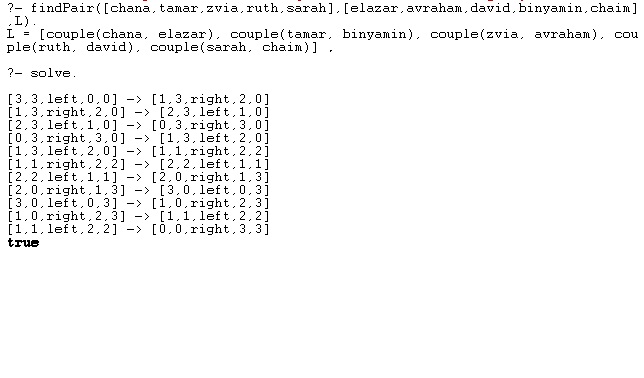 ?- findPair([chana,tamar,zvia,ruth,sarah],[elazar,avraham,david,binyamin,chaim]
,L).
L = [couple(chana, elazar), couple(tamar, binyamin), couple(zvia, avraham), cou
ple(ruth, david), couple(sarah, chaim)] ,
?- solve.
[3,3,left,0,0] -> [1,3,right,2,0]
[1,3,right,2,0] -> [2,3,left,1,0]
[2,3,left,1,0] -> [0,3,right,3,0]
[0,3,right,3,0] -> [1,3,left,2,0]
[1,3,left,2,0] -> [1,1,right,2,2]
[1,1,right,2,2] -> [2,2,left,1,1]
[2,2,left,1,1] -> [2,0,right,1,3]
[2,0,right,1,3] -> [3,0,left,0,3]
[3,0,left,0,3] -> [1,0,right,2,3]
[1,0,right,2,3] -> [1,1,left,2,2]
[1,1,left,2,2] -> [0,0,right,3,3]
true